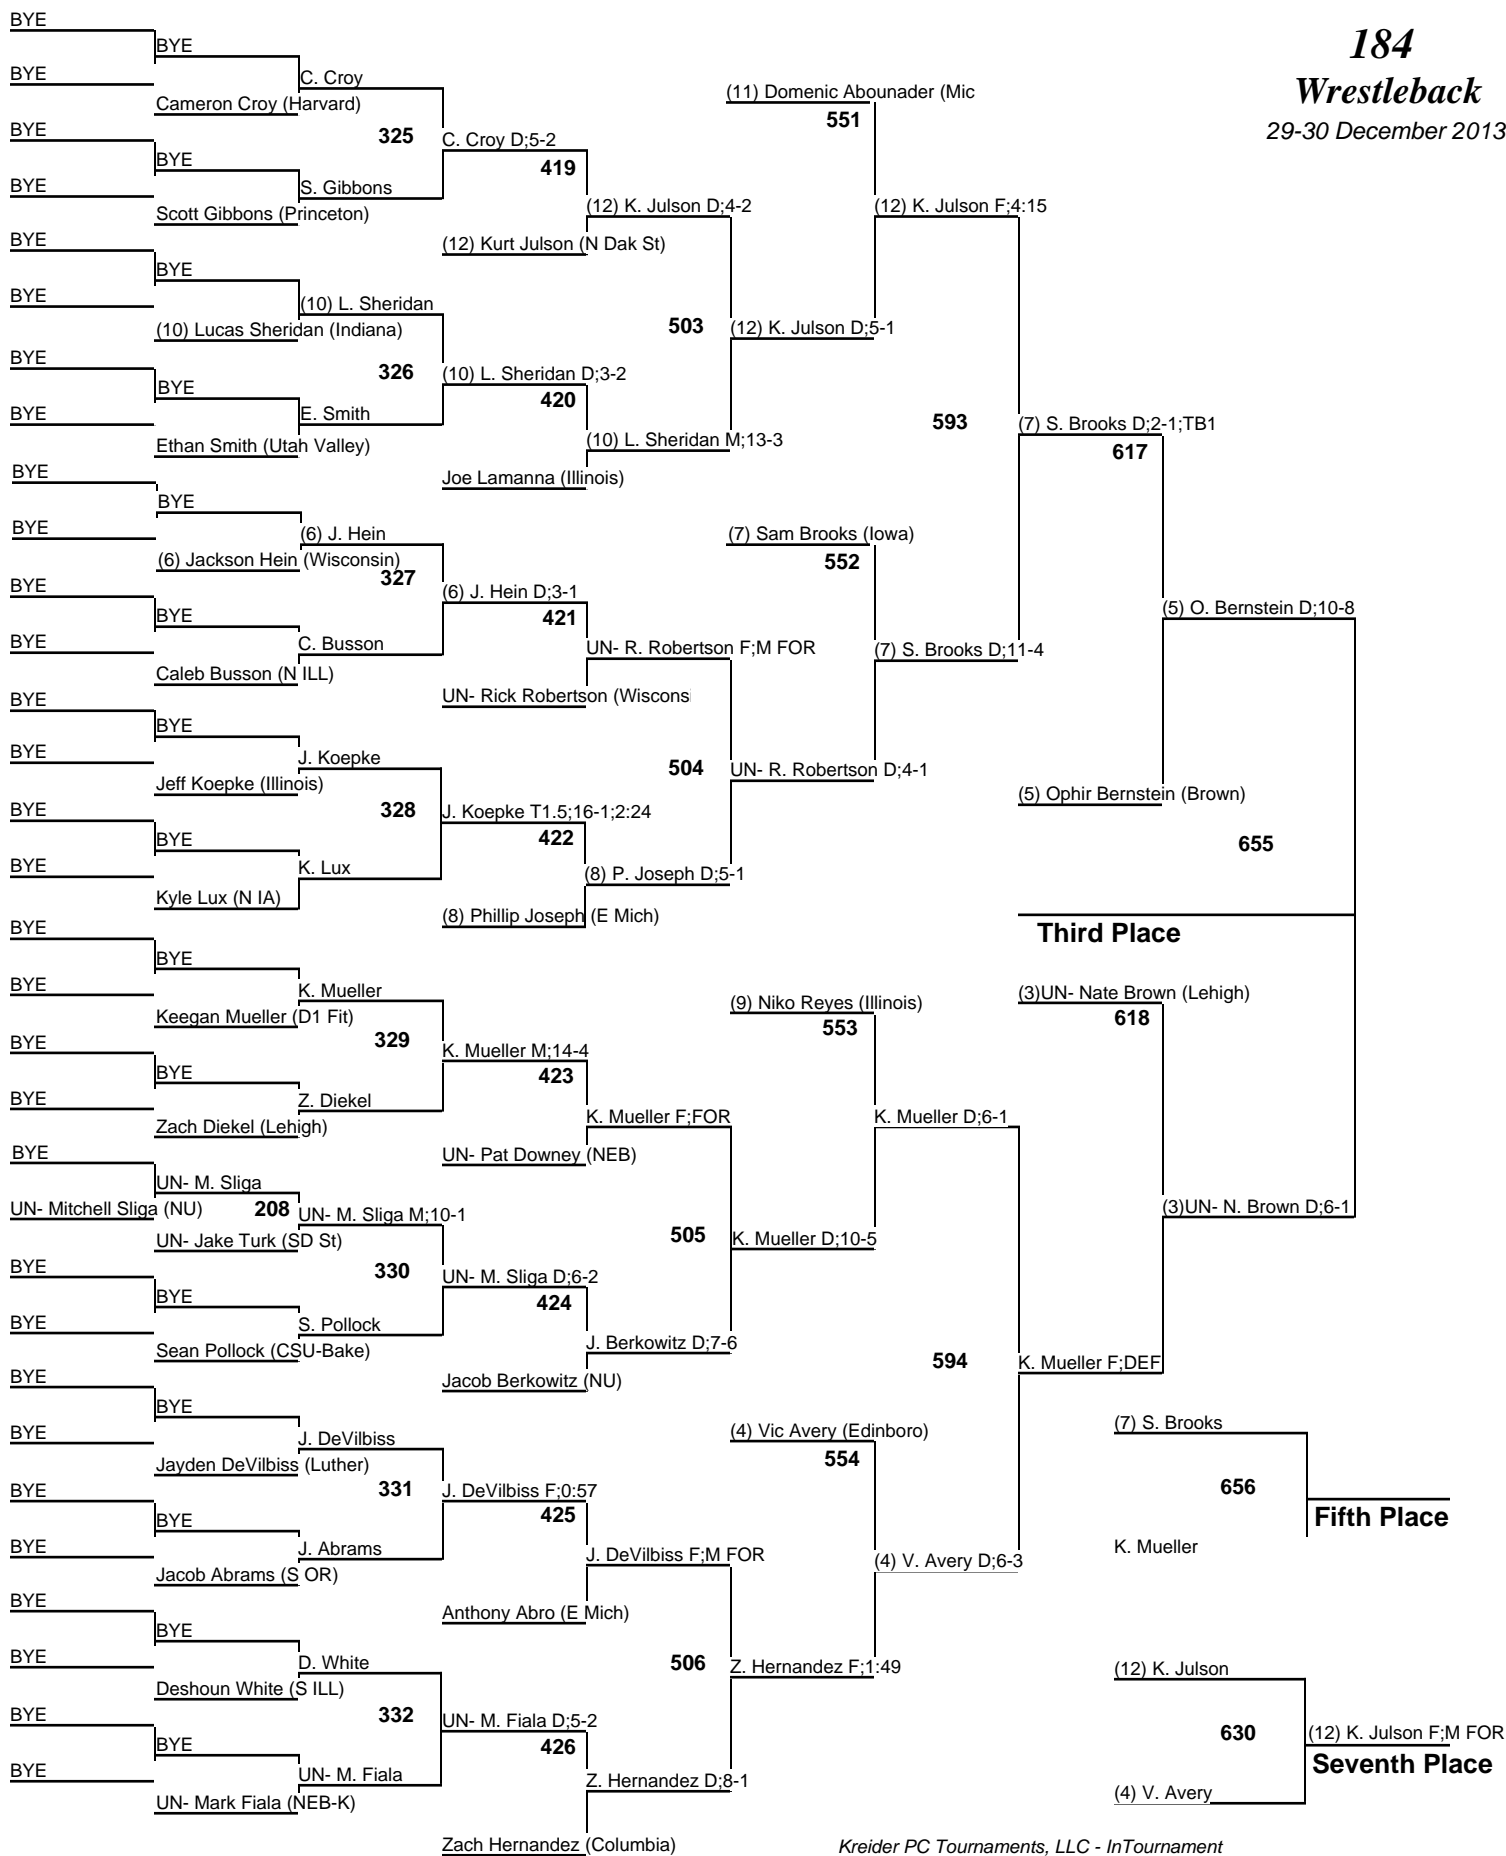 BYE
184
BYE
Wrestleback
BYE
C. Croy
(11) Domenic Abounader (Mic
Cameron Croy (Harvard)
551
29-30 December 2013
BYE
325
C. Croy D;5-2
BYE
419
BYE
S. Gibbons
Scott Gibbons (Princeton)
(12) K. Julson D;4-2
(12) K. Julson F;4:15
BYE
(12) Kurt Julson (N Dak St)
BYE
BYE
(10) L. Sheridan
(10) Lucas Sheridan (Indiana)
503
(12) K. Julson D;5-1
BYE
326
(10) L. Sheridan D;3-2
BYE
420
BYE
E. Smith
593
(7) S. Brooks D;2-1;TB1
Ethan Smith (Utah Valley)
(10) L. Sheridan M;13-3
617
BYE
Joe Lamanna (Illinois)
BYE
BYE
(6) J. Hein
(7) Sam Brooks (Iowa)
(6) Jackson Hein (Wisconsin)
552
327
BYE
(6) J. Hein D;3-1
BYE
421
(5) O. Bernstein D;10-8
BYE
C. Busson
UN- R. Robertson F;M FOR
(7) S. Brooks D;11-4
Caleb Busson (N ILL)
BYE
UN- Rick Robertson (Wiscons
BYE
BYE
J. Koepke
504
UN- R. Robertson D;4-1
Jeff Koepke (Illinois)
(5) Ophir Bernstein (Brown)
BYE
328
J. Koepke T1.5;16-1;2:24
BYE
422
655
BYE
K. Lux
(8) P. Joseph D;5-1
Kyle Lux (N IA)
(8) Phillip Joseph (E Mich)
BYE
Third Place
BYE
BYE
K. Mueller
(9) Niko Reyes (Illinois)
(3)UN- Nate Brown (Lehigh)
Keegan Mueller (D1 Fit)
553
618
BYE
329
K. Mueller M;14-4
BYE
423
BYE
Z. Diekel
K. Mueller F;FOR
K. Mueller D;6-1
Zach Diekel (Lehigh)
BYE
UN- Pat Downey (NEB)
UN- M. Sliga
UN- Mitchell Sliga (NU)
208
UN- M. Sliga M;10-1
(3)UN- N. Brown D;6-1
UN- Jake Turk (SD St)
505
K. Mueller D;10-5
BYE
330
UN- M. Sliga D;6-2
BYE
424
BYE
S. Pollock
J. Berkowitz D;7-6
Sean Pollock (CSU-Bake)
594
K. Mueller F;DEF
BYE
Jacob Berkowitz (NU)
BYE
BYE
J. DeVilbiss
(4) Vic Avery (Edinboro)
(7) S. Brooks
Jayden DeVilbiss (Luther)
554
BYE
331
J. DeVilbiss F;0:57
656
BYE
425
Fifth Place
BYE
J. Abrams
J. DeVilbiss F;M FOR
(4) V. Avery D;6-3
K. Mueller
Jacob Abrams (S OR)
BYE
Anthony Abro (E Mich)
BYE
BYE
D. White
506
Z. Hernandez F;1:49
(12) K. Julson
Deshoun White (S ILL)
BYE
332
UN- M. Fiala D;5-2
630
(12) K. Julson F;M FOR
BYE
426
Seventh Place
BYE
UN- M. Fiala
Z. Hernandez D;8-1
(4) V. Avery
UN- Mark Fiala (NEB-K)
Zach Hernandez (Columbia)
Kreider PC Tournaments, LLC - InTournament